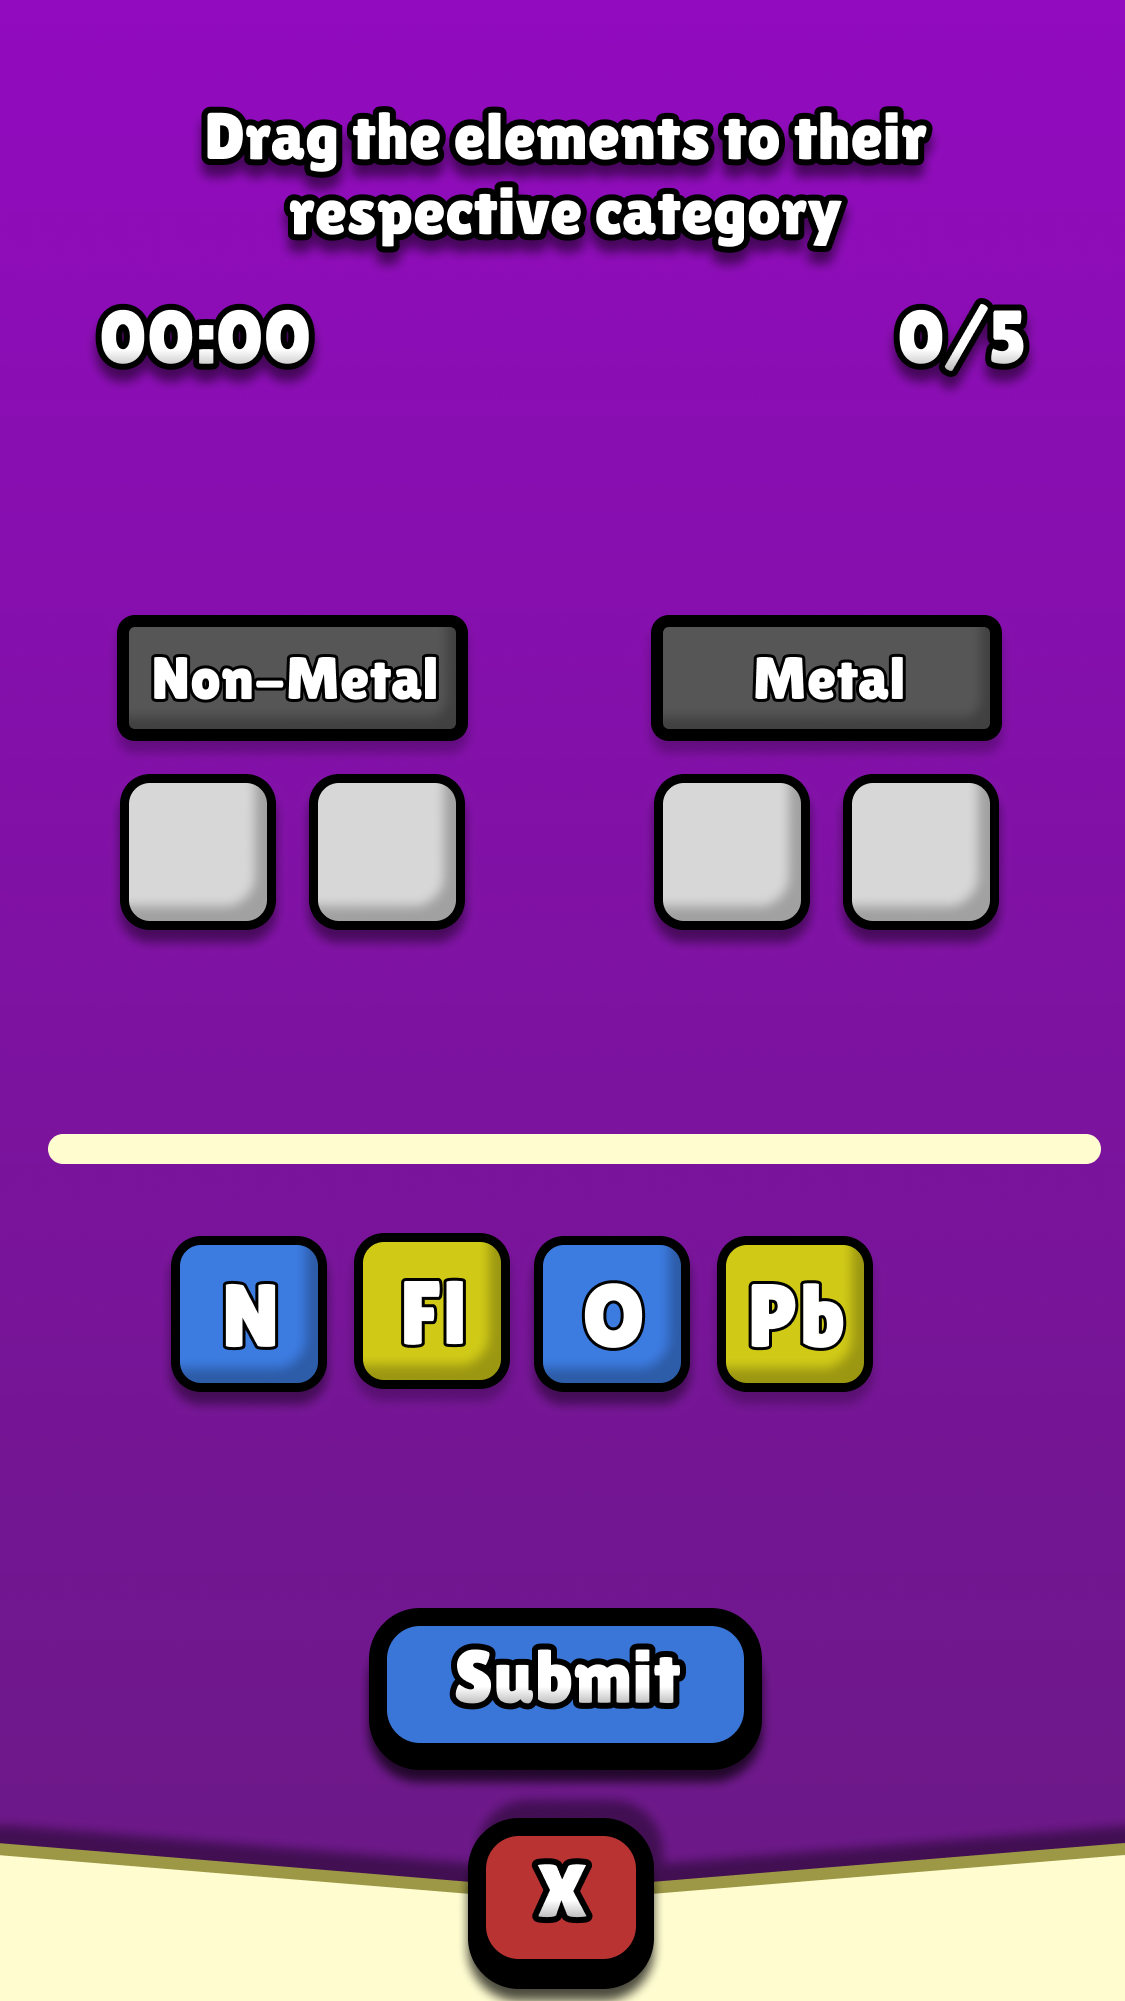 Drag the elements to their
respective category
00:00
0/5
Non-Metal
Metal
N
Fl
O
Pb
Submit
X